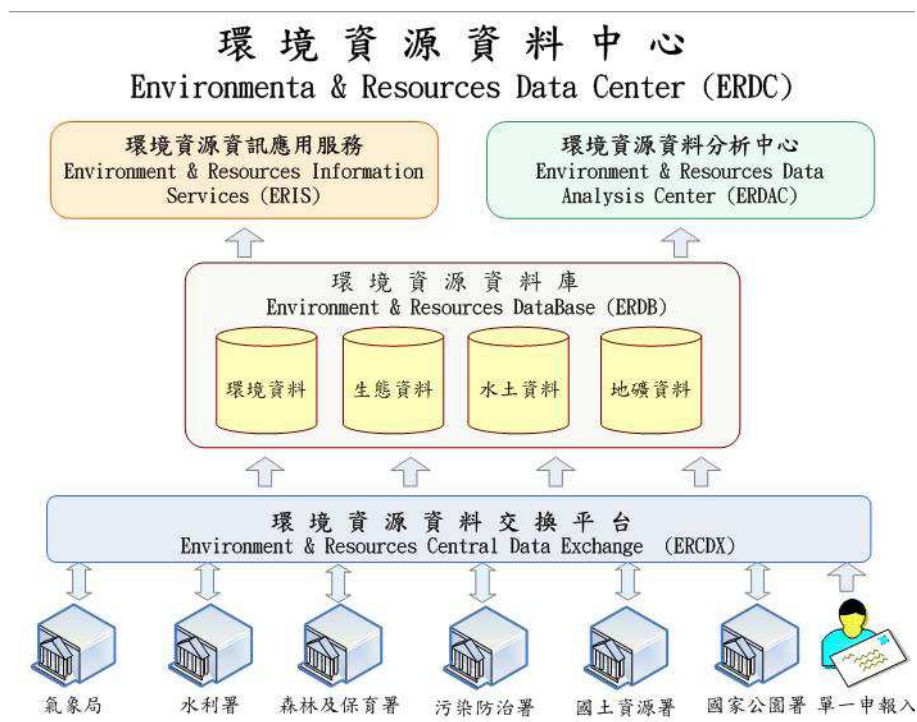 環境資源資料中心
Environmenta & Resources Data Center (ERDC)
環境資源資訊應用服務
Environment & Resources Information
Services (ERIS)
環境資源資料分析中心
Environment & Resources Data
Analysis Center (ERDAC)
環境資源資料庫
Environment & Resources DataBase (ERDB)
環境資料
生態資料
水土資料
地礦資料
環境資源資料交換平台
Environment & Resources Central Data Exchange (ERCDX)
氣象局
水利署
森林及保育署
污染防治署
國土資源署
國家公園署
單一申報入